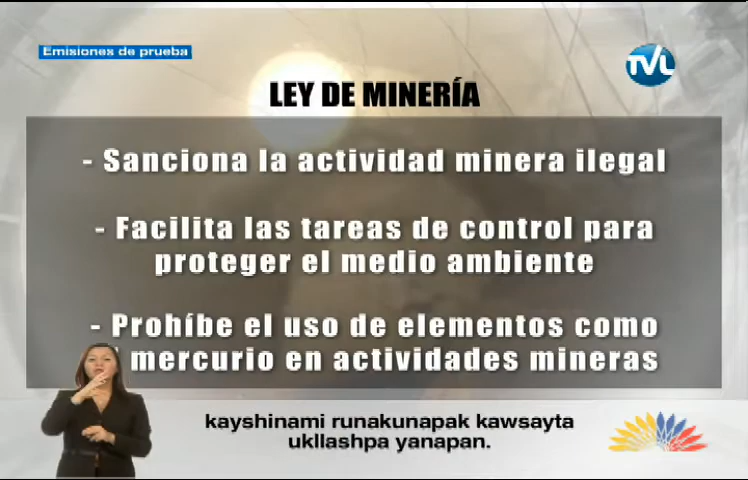 Emisiones de prueba
TVL
LEY DE MINERÍA
- Sanciona la actividad minera ilegal
- Facilita las tareas de control para
proteger el medio ambiente
- Prohíbe el uso de elementos como
mercurio en actividades mineras
kayshinami runakunapak kawsayta
ukllashpa yanapan.